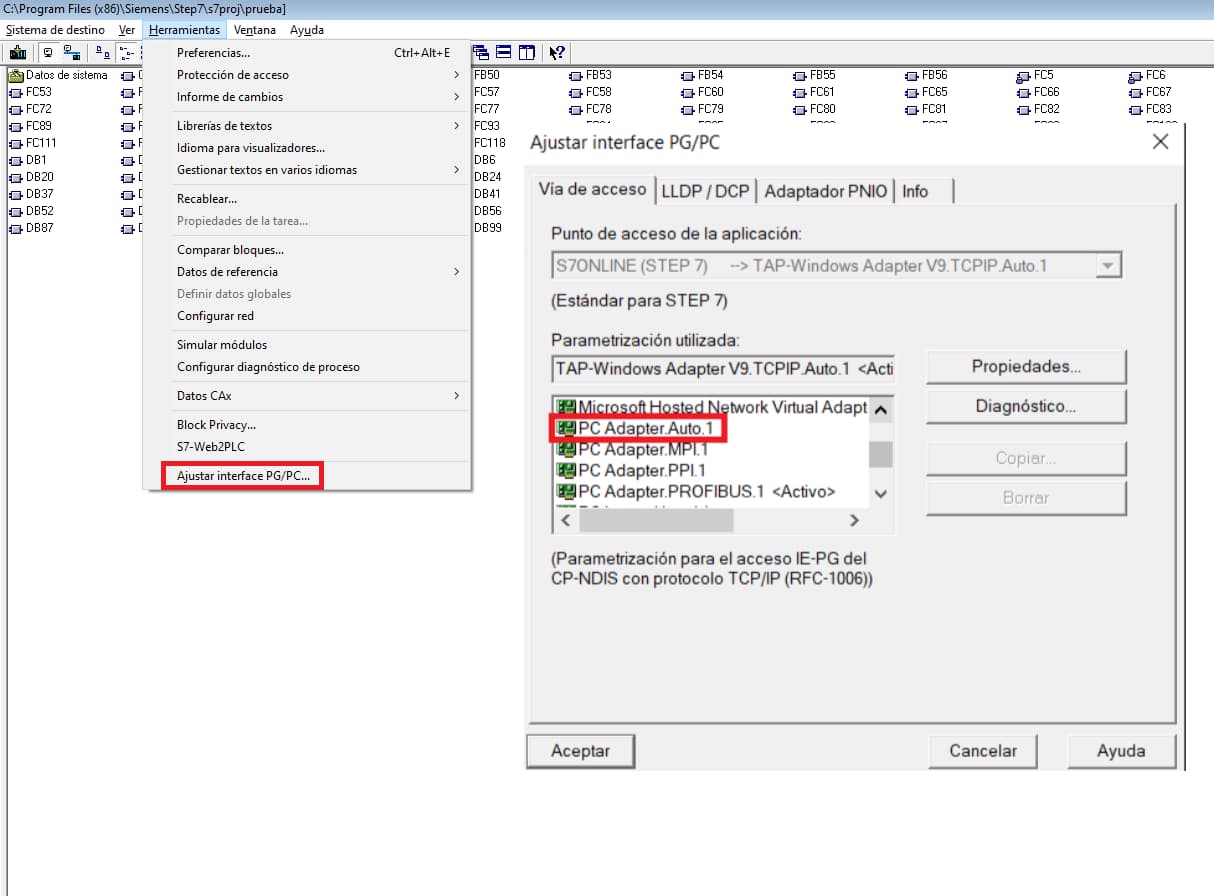 C:\Program Files (x86)\Siemens\Step7\s7proj\prueba]
Sistema de destino Ver Herramientas Ventana Ayuda
Preferencias... Ctrl+Alt+E
Protección de acceso
Informe de cambios
Librerías de textos
Idioma para visualizadores...
Gestionar textos en varios idiomas
Recablear...
Propiedades de la tarea...
Comparar bloques...
Datos de referencia
Definir datos globales
Configurar red
Simular módulos
Configurar diagnóstico de proceso
Datos CAx
Block Privacy...
S7-Web2PLC
Ajustar interface PG/PC...
Datos de sistema FB50 FB53 FB54 FB55 FB56 FC5 FC6
FC53 FC57 FC58 FC60 FC61 FC65 FC66 FC67
FC72 FC77 FC78 FC79 FC80 FC81 FC82 FC83
FC89 FC93
FC111 FC118
DB1 DB6
DB20 DB24
DB37 DB41
DB52 DB56
DB87 DB99
Ajustar interface PG/PC
Vía de acceso LLDP / DCP Adaptador PNIO Info
Punto de acceso de la aplicación:
S7ONLINE (STEP 7) --> TAP-Windows Adapter V9.TCPIP.Auto.1
(Estándar para STEP 7)
Parametrización utilizada:
TAP-Windows Adapter V9.TCPIP.Auto.1 <Acti
Propiedades...
Microsoft Hosted Network Virtual Adapt
PC Adapter.Auto.1
PC Adapter.MPI.1
PC Adapter.PPI.1
PC Adapter.PROFIBUS.1 <Activo>
Diagnóstico...
Copiar...
Borrar
(Parametrización para el acceso IE-PG del
CP-NDIS con protocolo TCP/IP (RFC-1006))
Aceptar Cancelar Ayuda